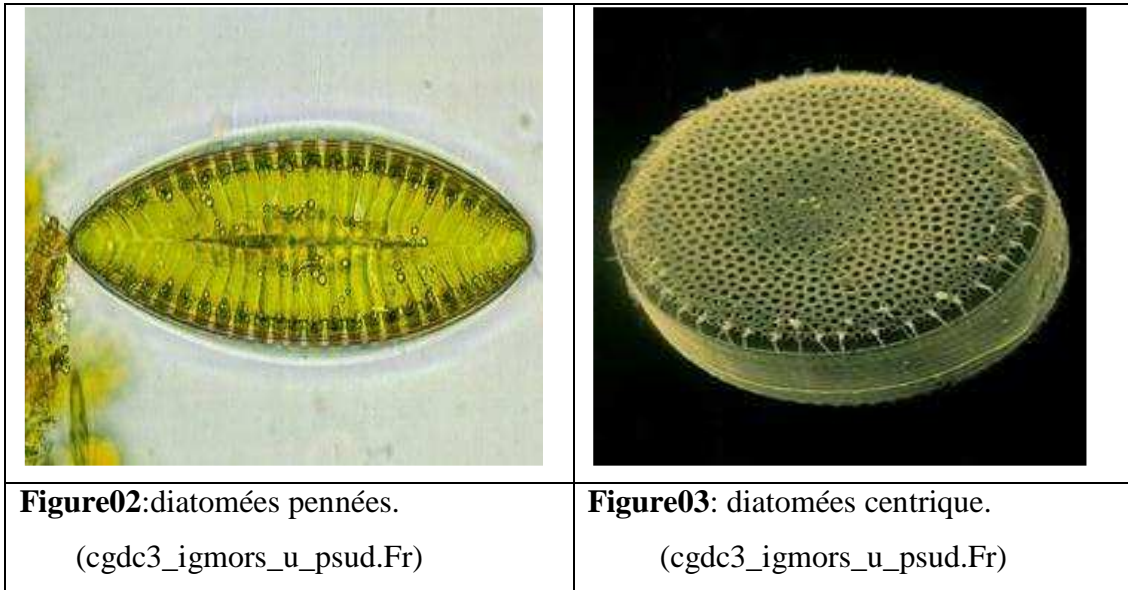 Figure02:diatomées pennées.
(cgdc3_igmors_u_psud.Fr)
Figure03: diatomées centrique.
(cgdc3_igmors_u_psud.Fr)